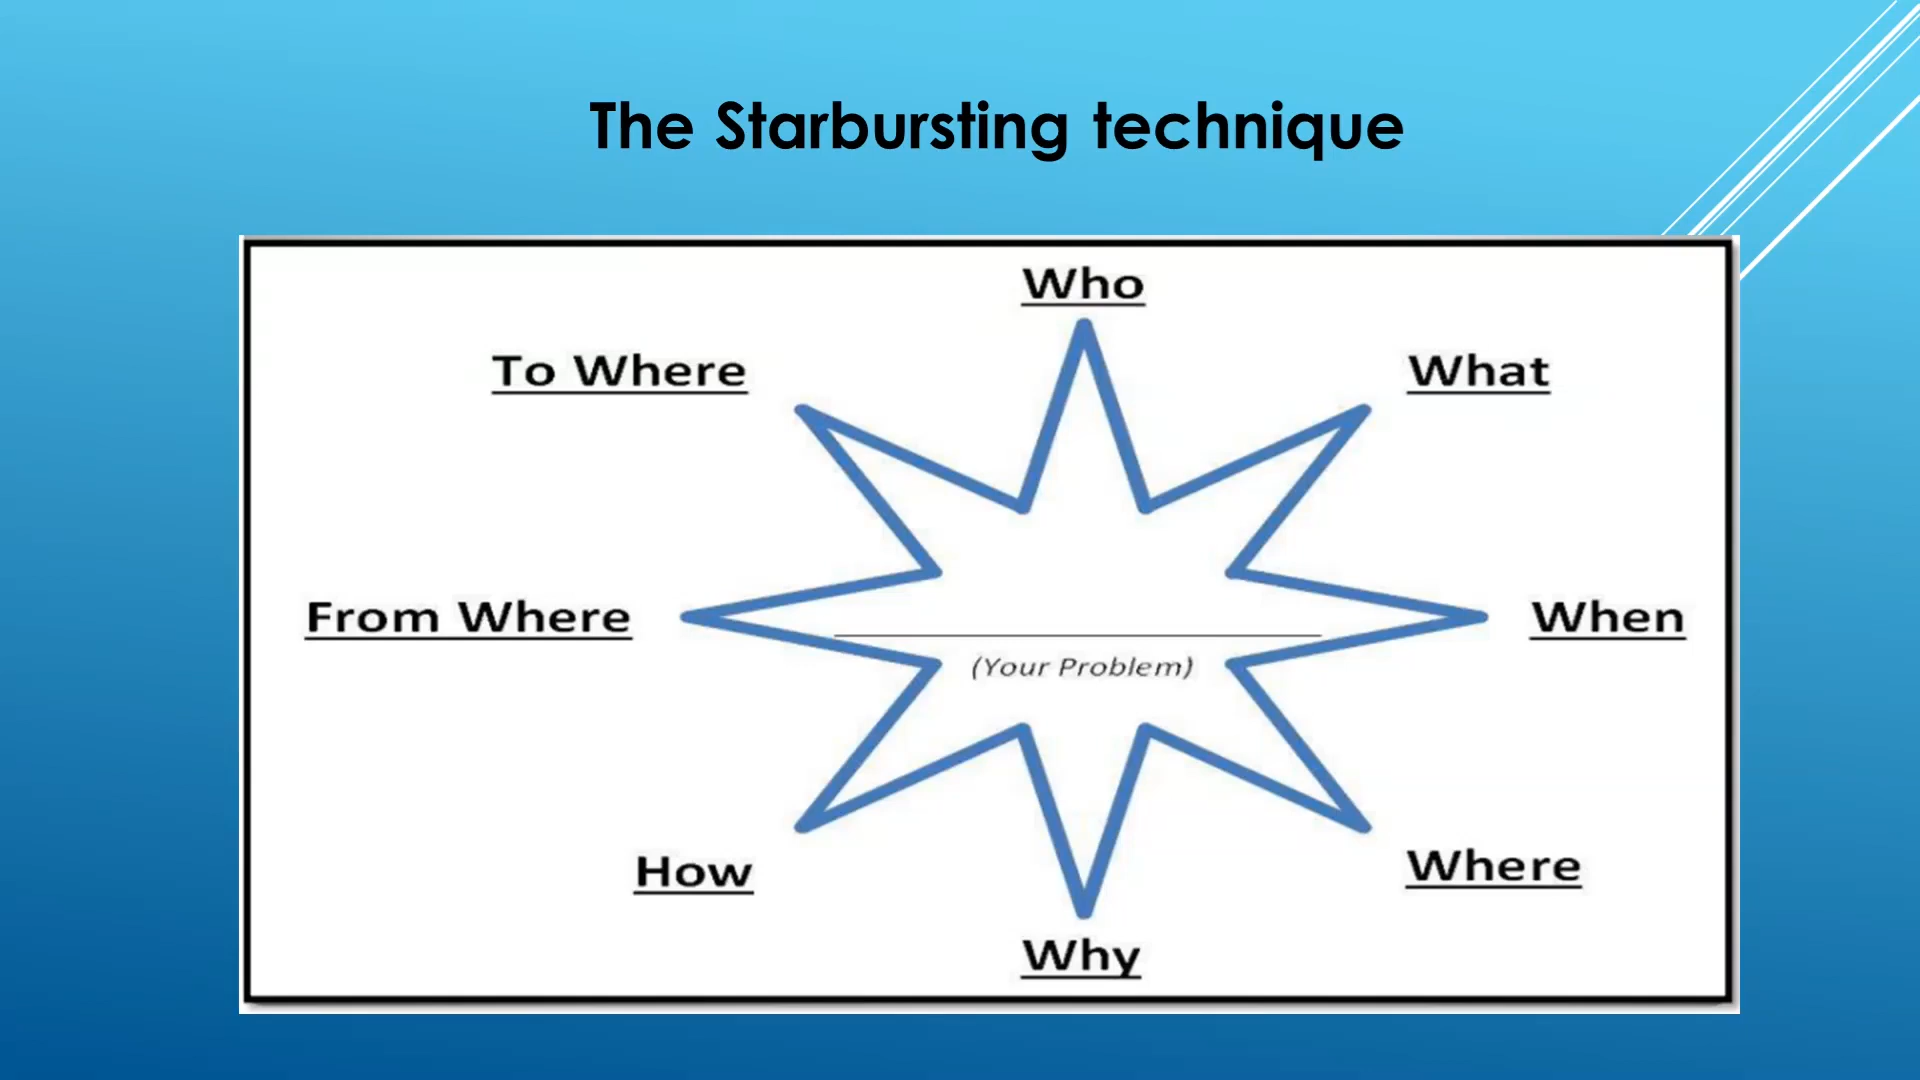 The Starbursting technique
Who
To Where
What
From Where
When
(Your Problem)
How
Where
Why